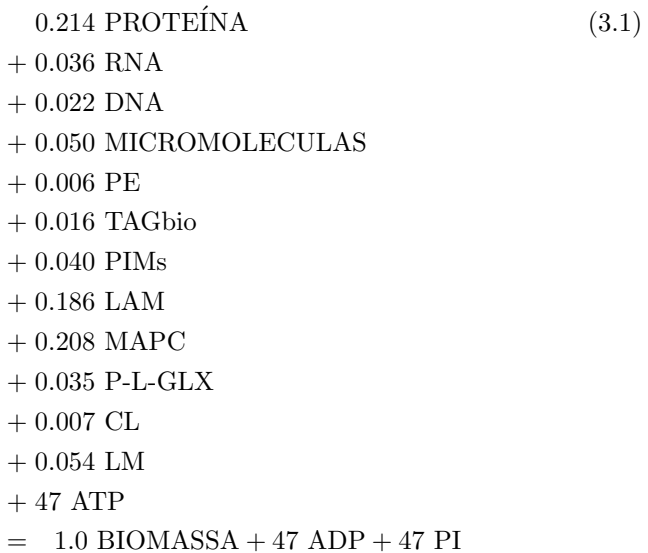 0.214 PROTEÍNA (3.1)
+ 0.036 RNA
+ 0.022 DNA
+ 0.050 MICROMOLECULAS
+ 0.006 PE
+ 0.016 TAGbio
+ 0.040 PIMs
+ 0.186 LAM
+ 0.208 MAPC
+ 0.035 P-L-GLX
+ 0.007 CL
+ 0.054 LM
+ 47 ATP
= 1.0 BIOMASSA + 47 ADP + 47 PI